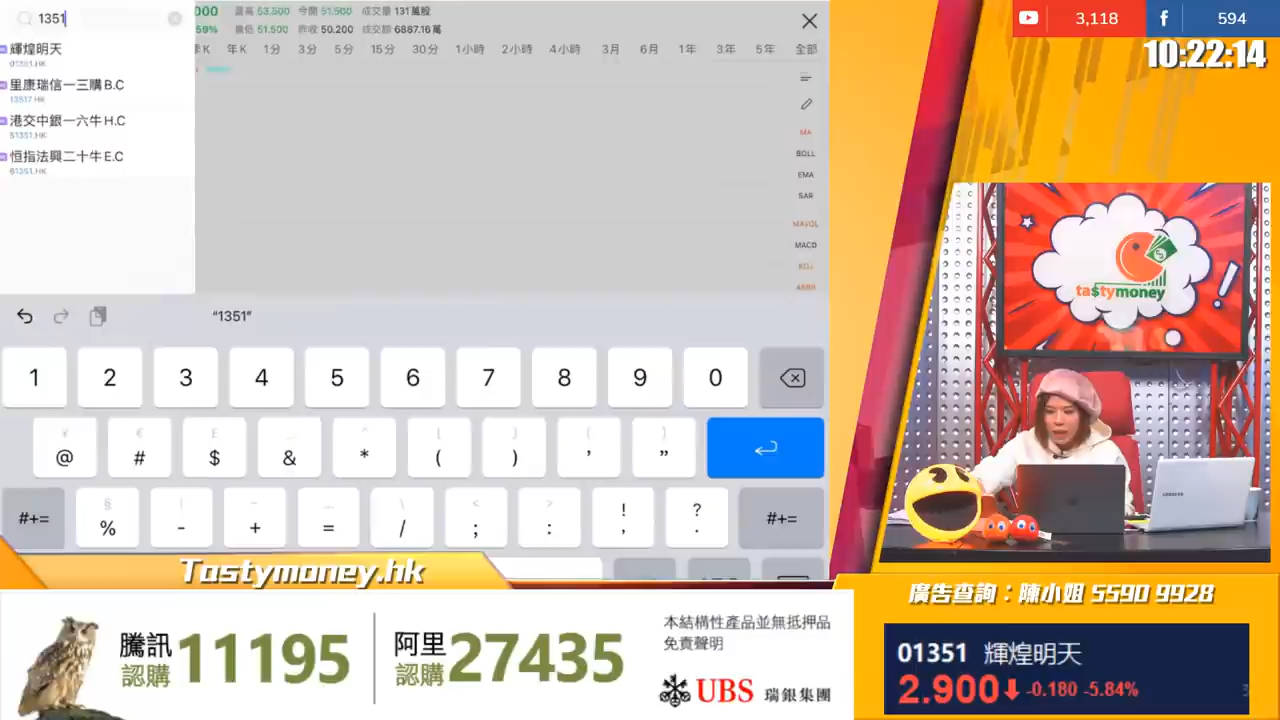 1351
輝煌明天
01351.HK
里康瑞信一三購B.C
13517.HK
港交中銀一六牛H.C
51351.HK
恒指法興二十牛E.C
61351.HK
000 最高 53.500 今開 51.500 成交量 131萬股
59% 最低 51.500 昨收 50.200 成交額 6887.16萬
季K 年K 1分 3分 5分 15分 30分 1小時 2小時 4小時 3月 6月 1年 3年 5年 全部
MA
BOLL
EMA
SAR
MAVOL
MACD
KDJ
ARBR
“1351”
1 2 3 4 5 6 7 8 9 0
¥ € £ _ ^ [ ] { }
@ # $ & * ( ) ’ ”
§ | ~ … \ < > ! ?
#+= % - + = / ; : , . #+=
Tastymoney.hk
3,118 594
10:22:14
ta$tymoney
SAMSUNG
廣告查詢：陳小姐 5590 9928
騰訊
認購
11195
阿里
認購
27435
本結構性產品並無抵押品
免責聲明
UBS 瑞銀集團
01351 輝煌明天
2.900 -0.180 -5.84%